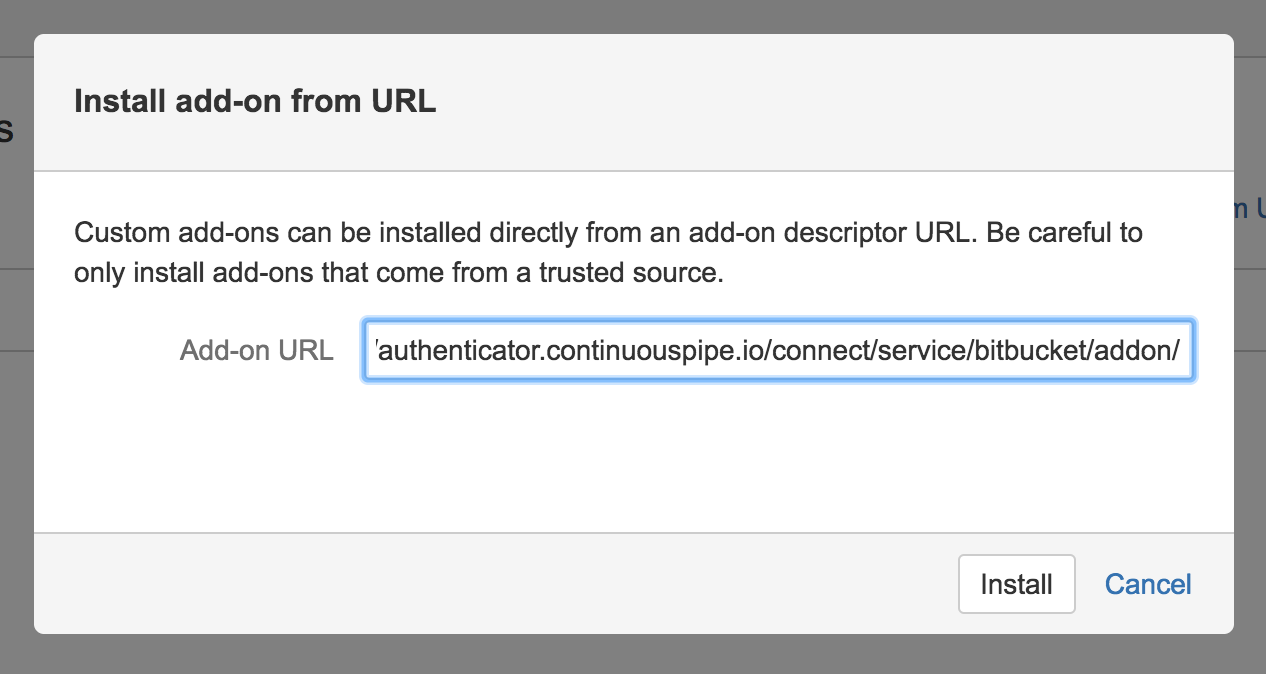 Install add-on from URL
s
Custom add-ons can be installed directly from an add-on descriptor URL. Be careful to
only install add-ons that come from a trusted source.
Add-on URL /authenticator.continuouspipe.io/connect/service/bitbucket/addon/
Install Cancel